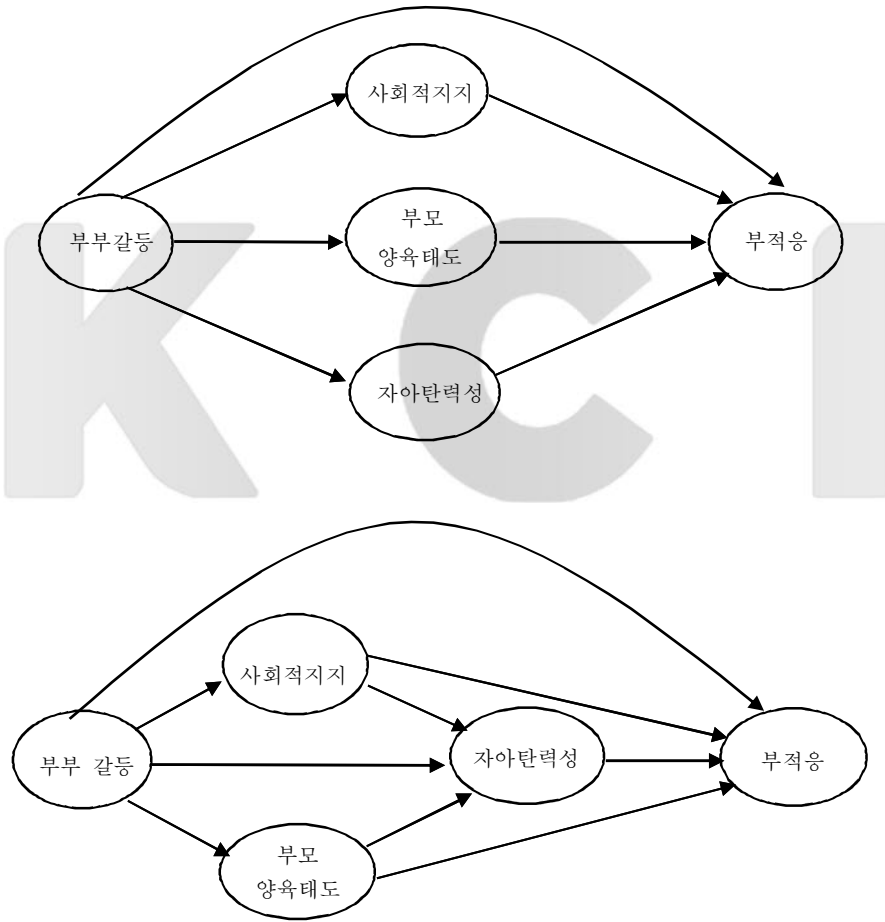 사회적지지
부부갈등
부모
양육태도
부적응
자아탄력성
KCI
사회적지지
부부 갈등
자아탄력성
부적응
부모
양육태도